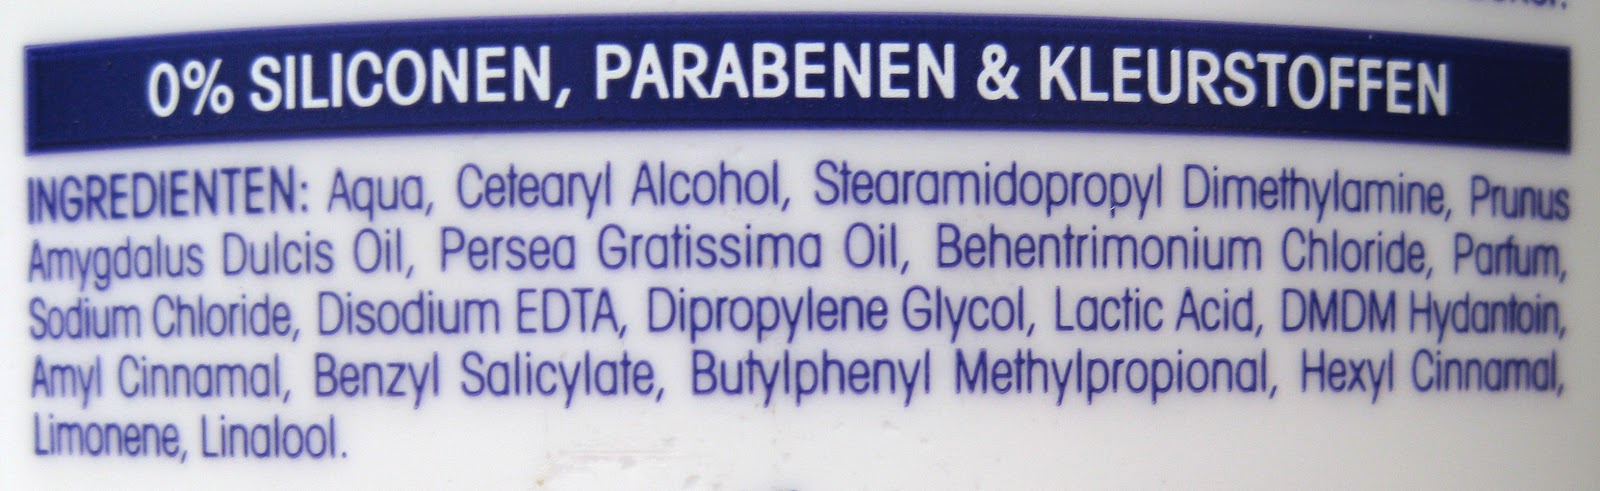 0% SILICONEN, PARABENEN & KLEURSTOFFEN
INGREDIENTEN: Aqua, Cetearyl Alcohol, Stearamidopropyl Dimethylamine, Prunus
Amygdalus Dulcis Oil, Persea Gratissima Oil, Behentrimonium Chloride, Parfum,
Sodium Chloride, Disodium EDTA, Dipropylene Glycol, Lactic Acid, DMDM Hydantoin,
Amyl Cinnamal, Benzyl Salicylate, Butylphenyl Methylpropional, Hexyl Cinnamal,
Limonene, Linalool.